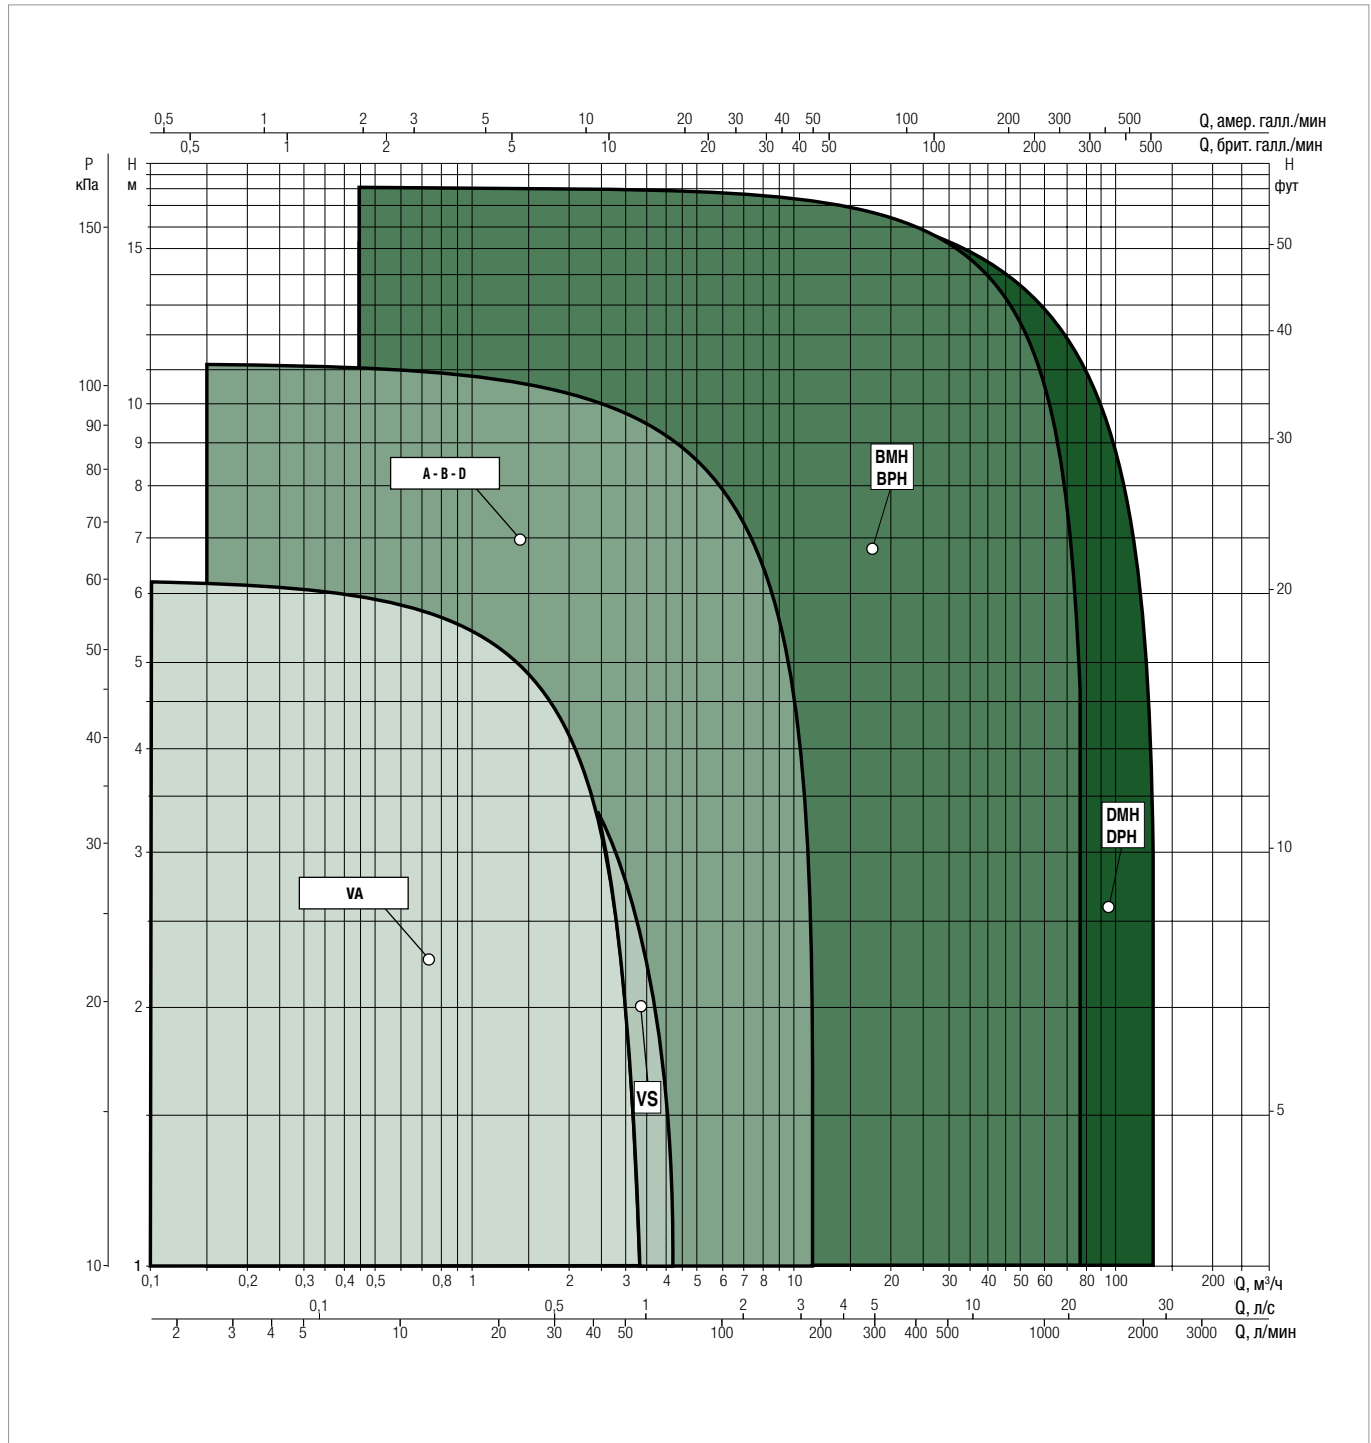 0,5 1 2 3 5 10 20 30 40 50 100 200 300 500 Q, амер. галл./мин
0,5 1 2 5 10 20 30 40 50 100 200 300 500 Q, брит. галл./мин
P
кПа
H
м
H
фут
150
100
90
80
70
60
50
40
30
20
10
15
10
9
8
7
6
5
4
3
2
1
50
40
30
20
10
5
A - B - D
BMH
BPH
DMH
DPH
VA
VS
0,1 0,2 0,3 0,4 0,5 0,8 1 2 3 4 5 6 7 8 10 20 30 40 50 60 80 100 200 Q, м³/ч
0,1 0,5 1 2 3 4 5 10 20 30 Q, л/с
2 3 4 5 10 20 30 40 50 100 200 300 400 500 1000 2000 3000 Q, л/мин